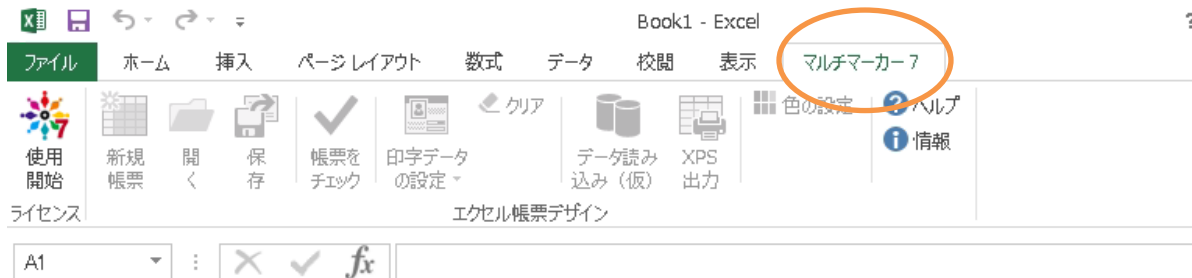 Book1 - Excel ?
ファイル ホーム 挿入 ページ レイアウト 数式 データ 校閲 表示 マルチマーカー 7
使用
開始
新規
帳票
開
く
保
存
帳票を
チェック
印字データ
の設定
クリア
データ読み
込み（仮）
XPS
出力
色の設定
ヘルプ
情報
ライセンス エクセル帳票デザイン
A1 fx